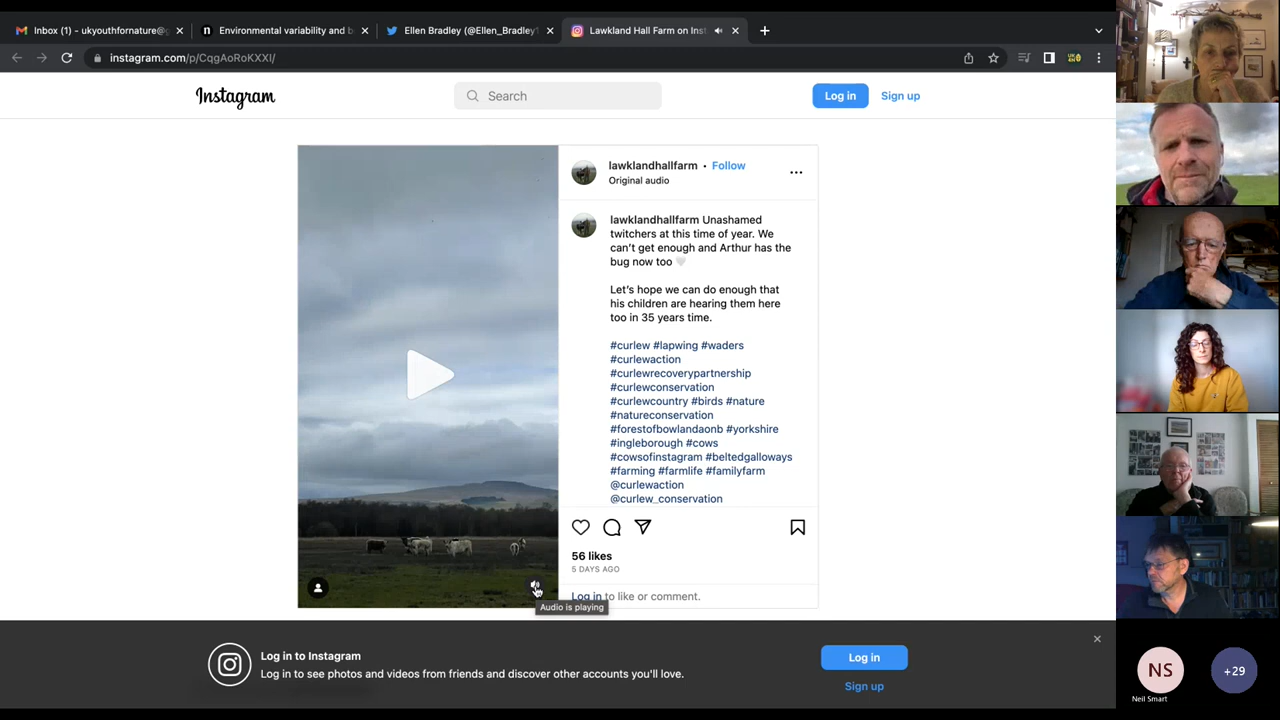 Inbox (1) - ukyouthfornature@g
Environmental variability and b
Ellen Bradley (@Ellen_Bradley1
Lawkland Hall Farm on Inst
instagram.com/p/CqgAoRoKXXI/
Instagram
Search
Log in
Sign up
lawklandhallfarm • Follow
Original audio
lawklandhallfarm Unashamed
twitchers at this time of year. We
can't get enough and Arthur has the
bug now too
Let's hope we can do enough that
his children are hearing them here
too in 35 years time.
#curlew #lapwing #waders
#curlewaction
#curlewrecoverypartnership
#curlewconservation
#curlewcountry #birds #nature
#natureconservation
#forestofbowlandaonb #yorkshire
#ingleborough #cows
#cowsofinstagram #beltedgalloways
#farming #farmlife #familyfarm
@curlewaction
@curlew_conservation
56 likes
5 DAYS AGO
Log in to like or comment.
Audio is playing
Log in to Instagram
Log in to see photos and videos from friends and discover other accounts you'll love.
Log in
Sign up
NS
Neil Smart
+29